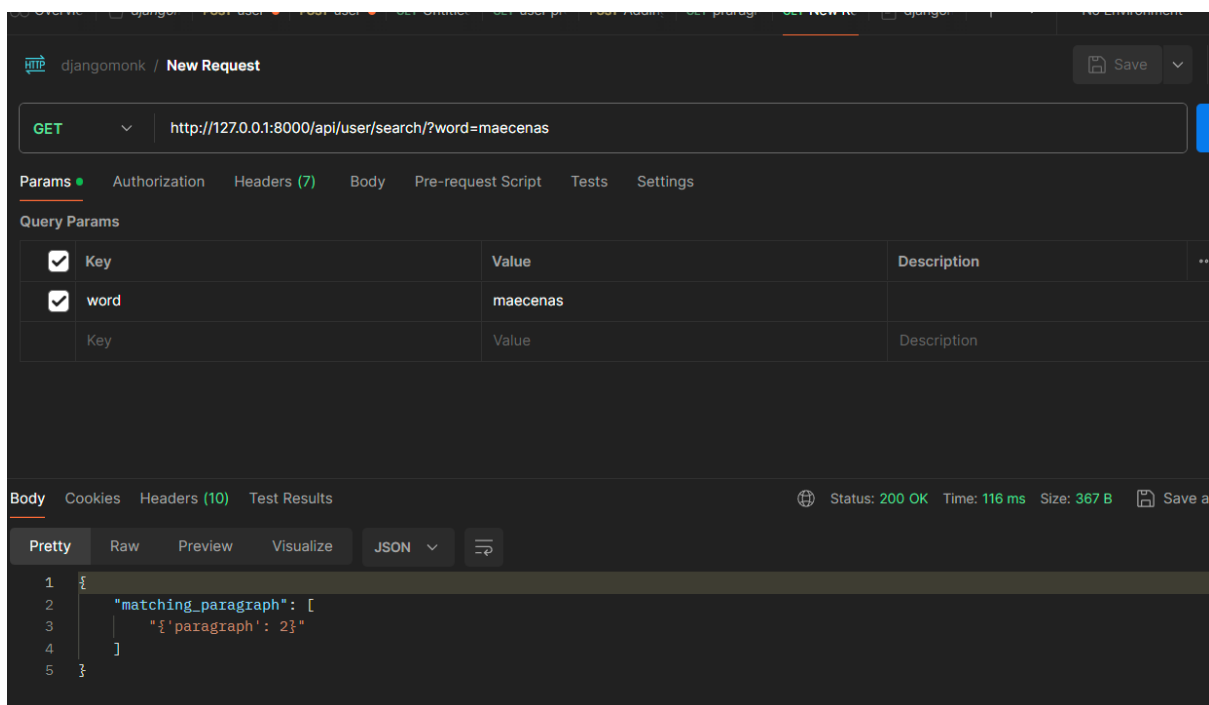 djangomonk / New Request
Save
GET http://127.0.0.1:8000/api/user/search/?word=maecenas
Params Authorization Headers (7) Body Pre-request Script Tests Settings
Query Params
Key Value Description
word maecenas
Key Value Description
Body Cookies Headers (10) Test Results Status: 200 OK Time: 116 ms Size: 367 B Save a
Pretty Raw Preview Visualize JSON
1 {
2 "matching_paragraph": [
3 "{'paragraph': 2}"
4 ]
5 }